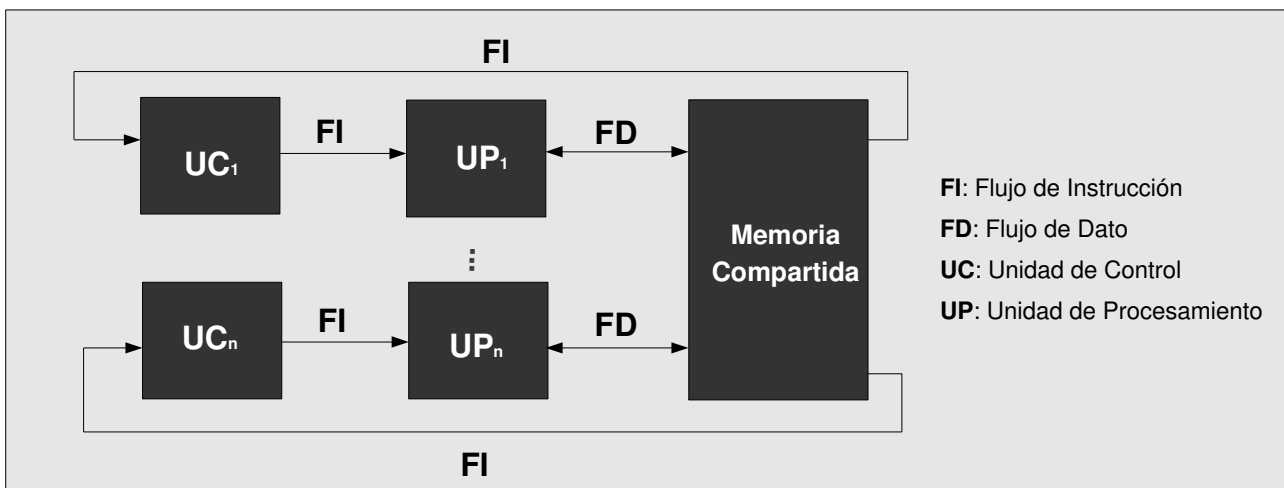 FI
UC1
FI
UP1
FD
Memoria
Compartida
UCn
FI
UPn
FD
FI
FI: Flujo de Instrucción
FD: Flujo de Dato
UC: Unidad de Control
UP: Unidad de Procesamiento